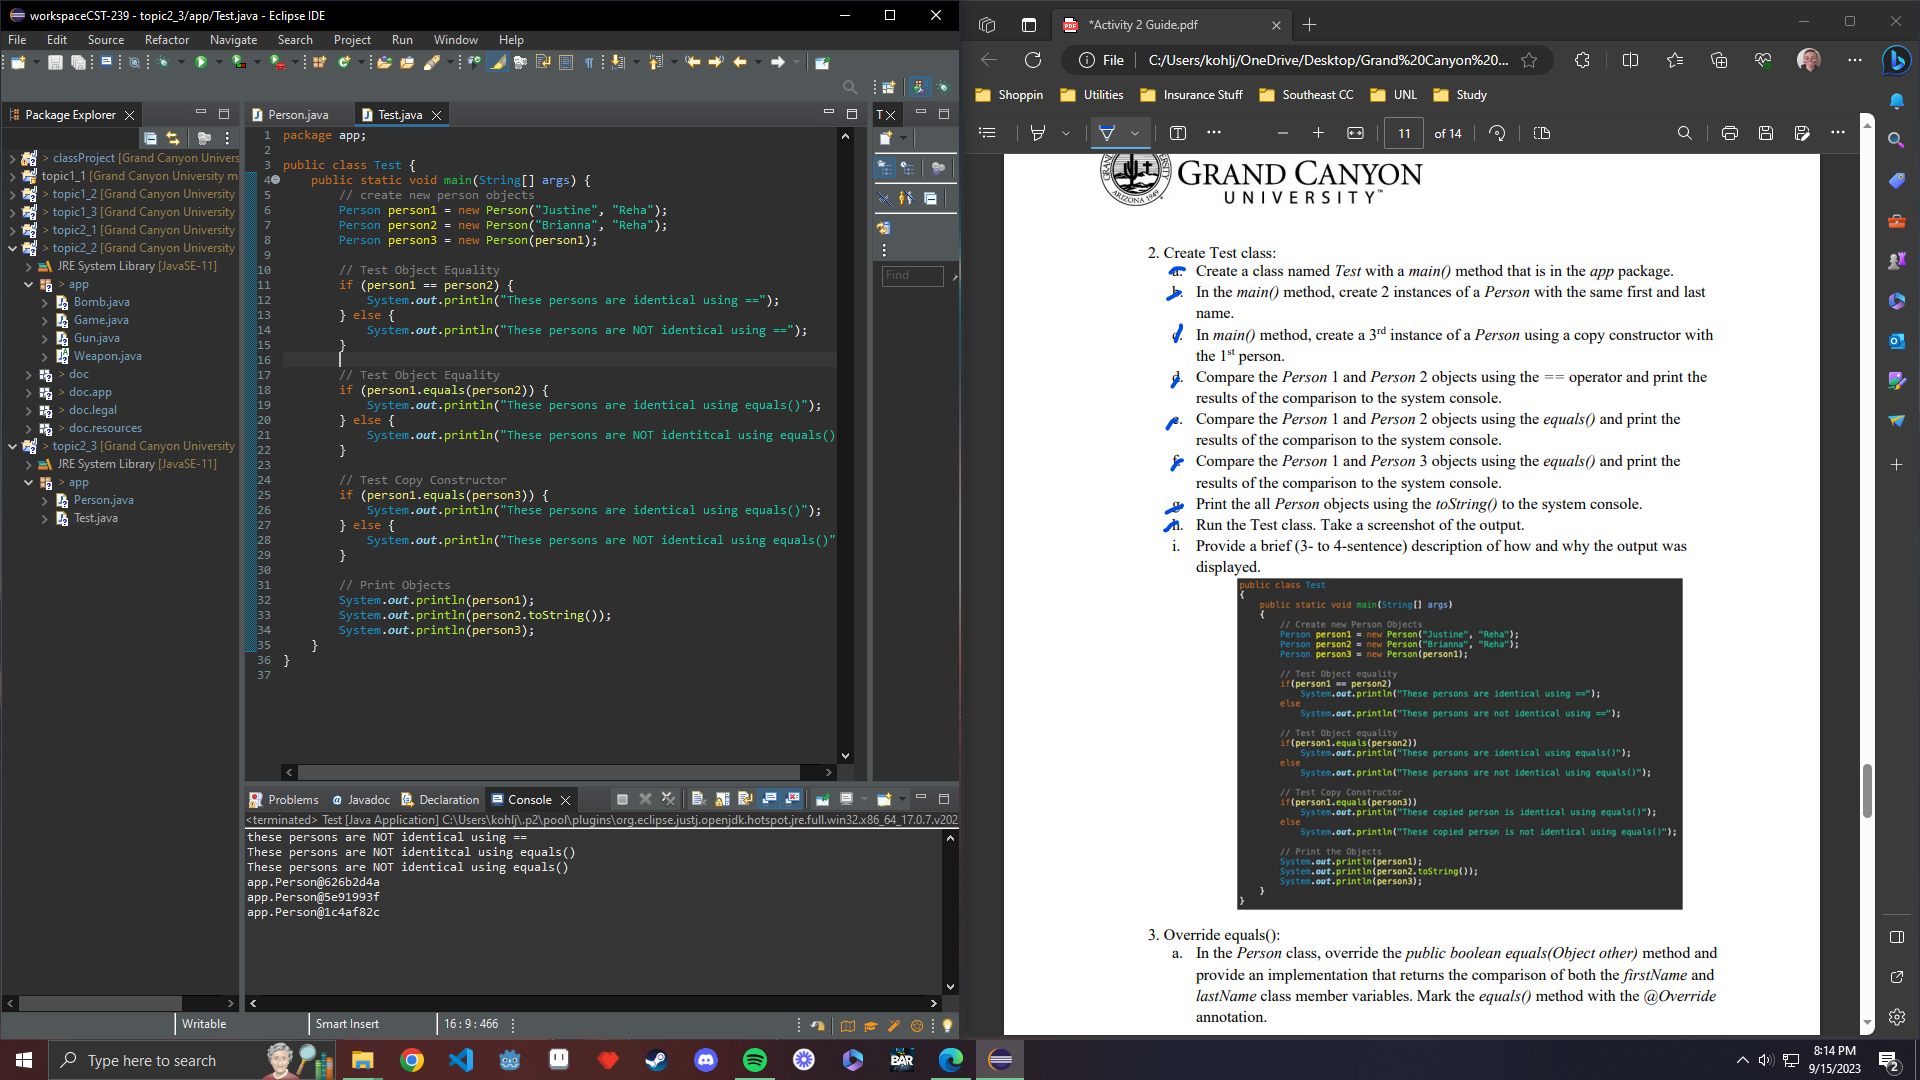 workspaceCST-239 - topic2_3/app/Test.java - Eclipse IDE
File Edit Source Refactor Navigate Search Project Run Window Help
Package Explorer
> classProject [Grand Canyon Univers
topic1_1 [Grand Canyon University m
> topic1_2 [Grand Canyon University
> topic1_3 [Grand Canyon University
> topic2_1 [Grand Canyon University
> topic2_2 [Grand Canyon University
JRE System Library [JavaSE-11]
> app
> Bomb.java
> Game.java
> Gun.java
> Weapon.java
> doc
> doc.app
> doc.legal
> doc.resources
> topic2_3 [Grand Canyon University
JRE System Library [JavaSE-11]
> app
> Person.java
> Test.java
Person.java Test.java
1 package app;
2
3 public class Test {
4 public static void main(String[] args) {
5 // create new person objects
6 Person person1 = new Person("Justine", "Reha");
7 Person person2 = new Person("Brianna", "Reha");
8 Person person3 = new Person(person1);
9
10 // Test Object Equality
11 if (person1 == person2) {
12 System.out.println("These persons are identical using ==");
13 } else {
14 System.out.println("These persons are NOT identical using ==");
15 }
16
17 // Test Object Equality
18 if (person1.equals(person2)) {
19 System.out.println("These persons are identical using equals()");
20 } else {
21 System.out.println("These persons are NOT identitcal using equals()
22 }
23
24 // Test Copy Constructor
25 if (person1.equals(person3)) {
26 System.out.println("These persons are identical using equals()");
27 } else {
28 System.out.println("These persons are NOT identical using equals()"
29 }
30
31 // Print Objects
32 System.out.println(person1);
33 System.out.println(person2.toString());
34 System.out.println(person3);
35 }
36 }
37
T
Find
Problems Javadoc Declaration Console
<terminated> Test [Java Application] C:\Users\kohlj\.p2\pool\plugins\org.eclipse.justj.openjdk.hotspot.jre.full.win32.x86_64_17.0.7.v202
these persons are NOT identical using ==
These persons are NOT identitcal using equals()
These persons are NOT identical using equals()
app.Person@626b2d4a
app.Person@5e91993f
app.Person@1c4af82c
Writable Smart Insert 16 : 9 : 466
*Activity 2 Guide.pdf
File C:/Users/kohlj/OneDrive/Desktop/Grand%20Canyon%20...
Shoppin Utilities Insurance Stuff Southeast CC UNL Study
11 of 14
GRAND CANYON
UNIVERSITY™
ARIZONA 1949
2. Create Test class:
a. Create a class named Test with a main() method that is in the app package.
b. In the main() method, create 2 instances of a Person with the same first and last
name.
c. In main() method, create a 3rd instance of a Person using a copy constructor with
the 1st person.
d. Compare the Person 1 and Person 2 objects using the == operator and print the
results of the comparison to the system console.
e. Compare the Person 1 and Person 2 objects using the equals() and print the
results of the comparison to the system console.
f. Compare the Person 1 and Person 3 objects using the equals() and print the
results of the comparison to the system console.
g. Print the all Person objects using the toString() to the system console.
h. Run the Test class. Take a screenshot of the output.
i. Provide a brief (3- to 4-sentence) description of how and why the output was
displayed.
public class Test
{
public static void main(String[] args)
{
// Create new Person Objects
Person person1 = new Person("Justine", "Reha");
Person person2 = new Person("Brianna", "Reha");
Person person3 = new Person(person1);
// Test Object equality
if(person1 == person2)
System.out.println("These persons are identical using ==");
else
System.out.println("These persons are not identical using ==");
// Test Object equality
if(person1.equals(person2))
System.out.println("These persons are identical using equals()");
else
System.out.println("These persons are not identical using equals()");
// Test Copy Constructor
if(person1.equals(person3))
System.out.println("These copied person is identical using equals()");
else
System.out.println("These copied person is not identical using equals()");
// Print the Objects
System.out.println(person1);
System.out.println(person2.toString());
System.out.println(person3);
}
}
3. Override equals():
a. In the Person class, override the public boolean equals(Object other) method and
provide an implementation that returns the comparison of both the firstName and
lastName class member variables. Mark the equals() method with the @Override
annotation.
Type here to search
BAR
8:14 PM
9/15/2023
2